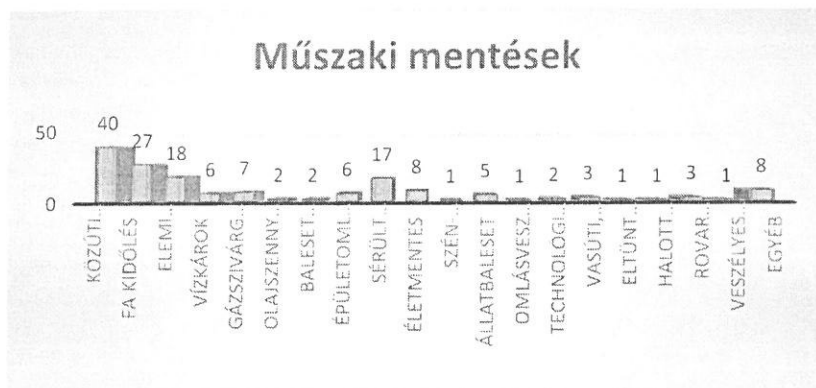 Műszaki mentések
50
0
40
27
18
6
7
2
2
6
17
8
1
5
1
2
3
1
1
3
1
8
KÖZÚTI...
FA KIDŐLÉS
ELEMI...
VÍZKÁROK
GÁZSZIVÁRG...
OLAJSZENNY...
BALESET...
ÉPÜLETOML...
SÉRÜLT...
ÉLETMENTES
SZÉN-...
ÁLLATBALESET
OMLÁSVESZ...
TECHNOLOGI...
VASÚTI,...
ELTŰNT...
HALOTT...
ROVAR...
VESZÉLYES...
EGYÉB